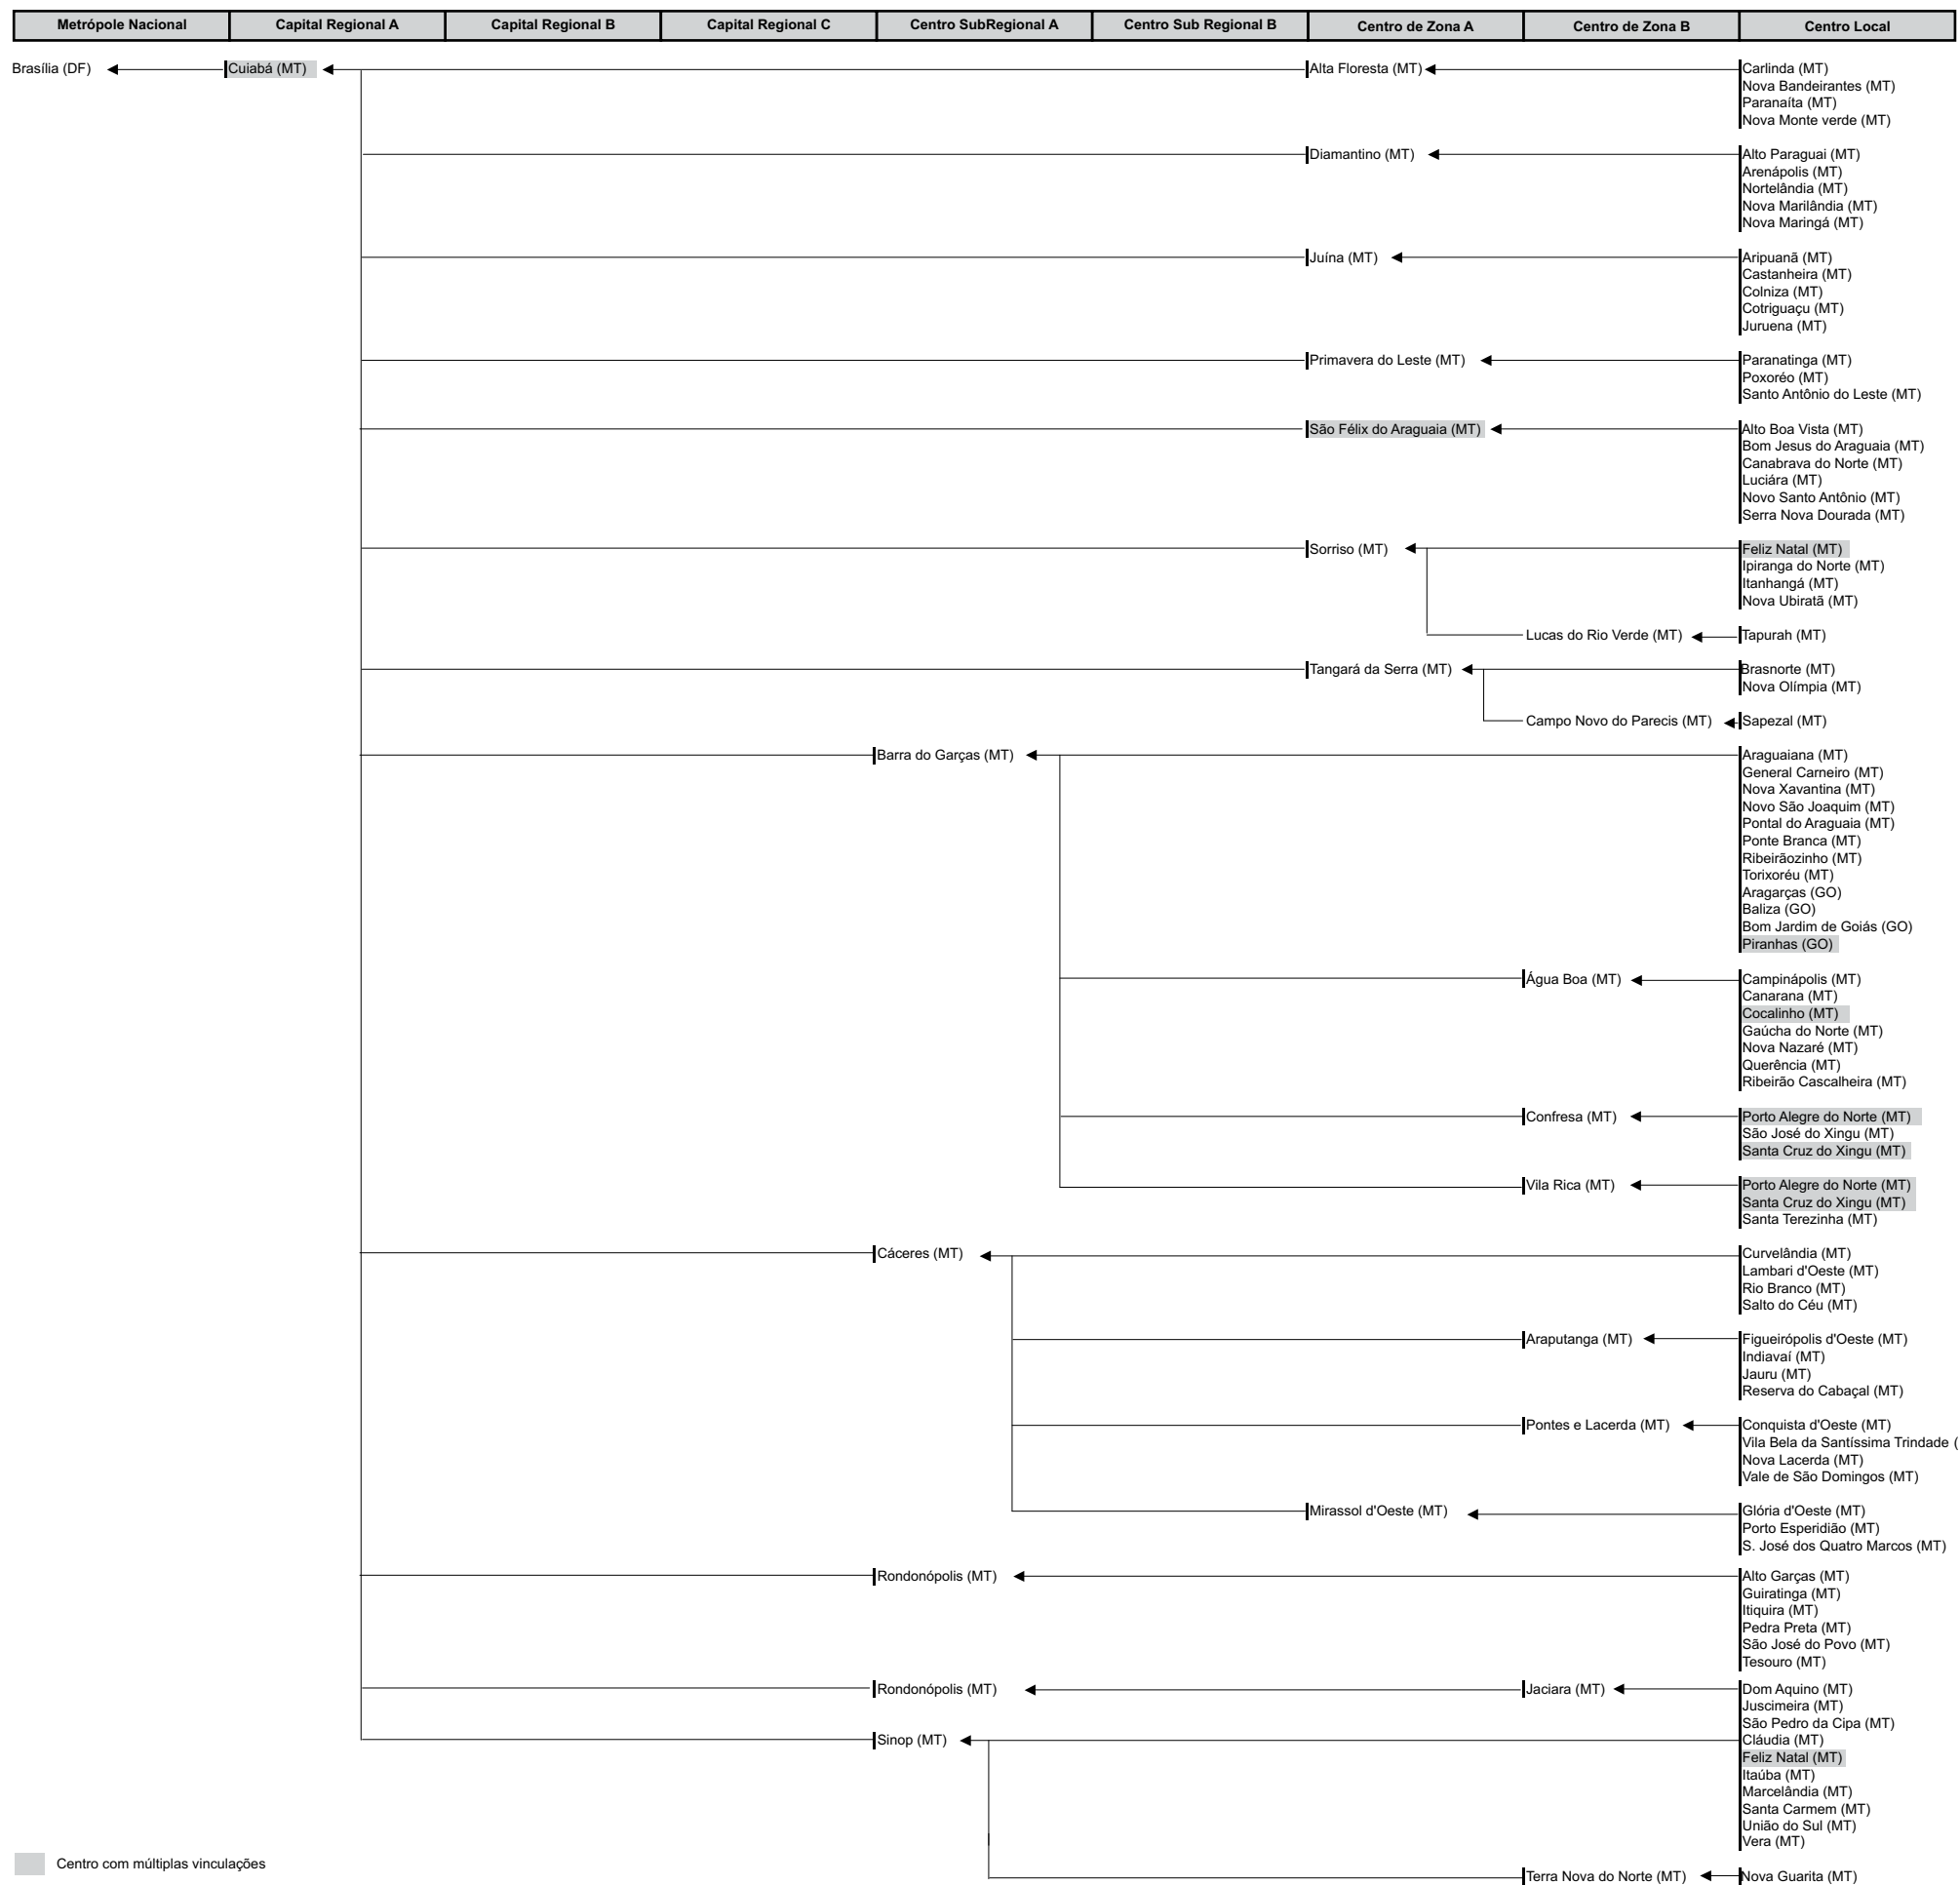 Metrópole Nacional Capital Regional A Capital Regional B Capital Regional C Centro SubRegional A Centro Sub Regional B Centro de Zona A Centro de Zona B Centro Local
Brasília (DF) Cuiabá (MT) Alta Floresta (MT) Carlinda (MT)
Nova Bandeirantes (MT)
Paranaíta (MT)
Nova Monte verde (MT)
Diamantino (MT) Alto Paraguai (MT)
Arenápolis (MT)
Nortelândia (MT)
Nova Marilândia (MT)
Nova Maringá (MT)
Juína (MT) Aripuanã (MT)
Castanheira (MT)
Colniza (MT)
Cotriguaçu (MT)
Juruena (MT)
Primavera do Leste (MT) Paranatinga (MT)
Poxoréo (MT)
Santo Antônio do Leste (MT)
São Félix do Araguaia (MT) Alto Boa Vista (MT)
Bom Jesus do Araguaia (MT)
Canabrava do Norte (MT)
Luciára (MT)
Novo Santo Antônio (MT)
Serra Nova Dourada (MT)
Sorriso (MT) Feliz Natal (MT)
Ipiranga do Norte (MT)
Itanhangá (MT)
Nova Ubiratã (MT)
Lucas do Rio Verde (MT) Tapurah (MT)
Tangará da Serra (MT) Brasnorte (MT)
Nova Olímpia (MT)
Campo Novo do Parecis (MT) Sapezal (MT)
Barra do Garças (MT) Araguaiana (MT)
General Carneiro (MT)
Nova Xavantina (MT)
Novo São Joaquim (MT)
Pontal do Araguaia (MT)
Ponte Branca (MT)
Ribeirãozinho (MT)
Torixoréu (MT)
Aragarças (GO)
Baliza (GO)
Bom Jardim de Goiás (GO)
Piranhas (GO)
Água Boa (MT) Campinápolis (MT)
Canarana (MT)
Cocalinho (MT)
Gaúcha do Norte (MT)
Nova Nazaré (MT)
Querência (MT)
Ribeirão Cascalheira (MT)
Confresa (MT) Porto Alegre do Norte (MT)
São José do Xingu (MT)
Santa Cruz do Xingu (MT)
Vila Rica (MT) Porto Alegre do Norte (MT)
Santa Cruz do Xingu (MT)
Santa Terezinha (MT)
Cáceres (MT) Curvelândia (MT)
Lambari d'Oeste (MT)
Rio Branco (MT)
Salto do Céu (MT)
Araputanga (MT) Figueirópolis d'Oeste (MT)
Indiavaí (MT)
Jauru (MT)
Reserva do Cabaçal (MT)
Pontes e Lacerda (MT) Conquista d'Oeste (MT)
Vila Bela da Santíssima Trindade (
Nova Lacerda (MT)
Vale de São Domingos (MT)
Mirassol d'Oeste (MT) Glória d'Oeste (MT)
Porto Esperidião (MT)
S. José dos Quatro Marcos (MT)
Rondonópolis (MT) Alto Garças (MT)
Guiratinga (MT)
Itiquira (MT)
Pedra Preta (MT)
São José do Povo (MT)
Tesouro (MT)
Rondonópolis (MT) Jaciara (MT) Dom Aquino (MT)
Juscimeira (MT)
São Pedro da Cipa (MT)
Sinop (MT) Cláudia (MT)
Feliz Natal (MT)
Itaúba (MT)
Marcelândia (MT)
Santa Carmem (MT)
União do Sul (MT)
Vera (MT)
Centro com múltiplas vinculações
Terra Nova do Norte (MT) Nova Guarita (MT)